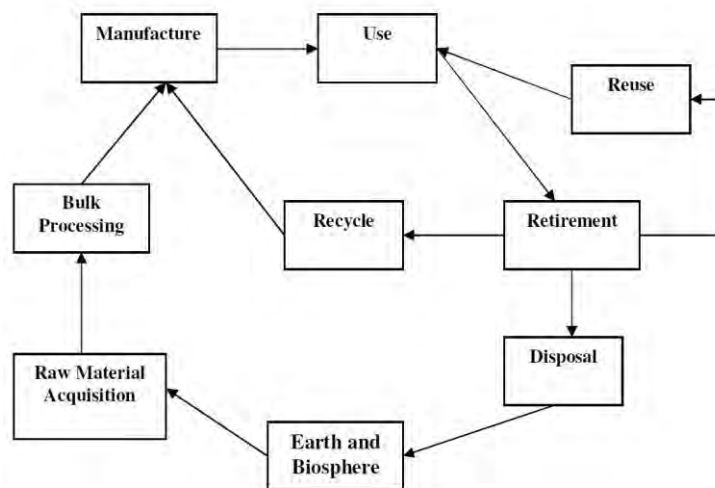 Manufacture
Use
Reuse
Bulk
Processing
Recycle
Retirement
Raw Material
Acquisition
Disposal
Earth and
Biosphere